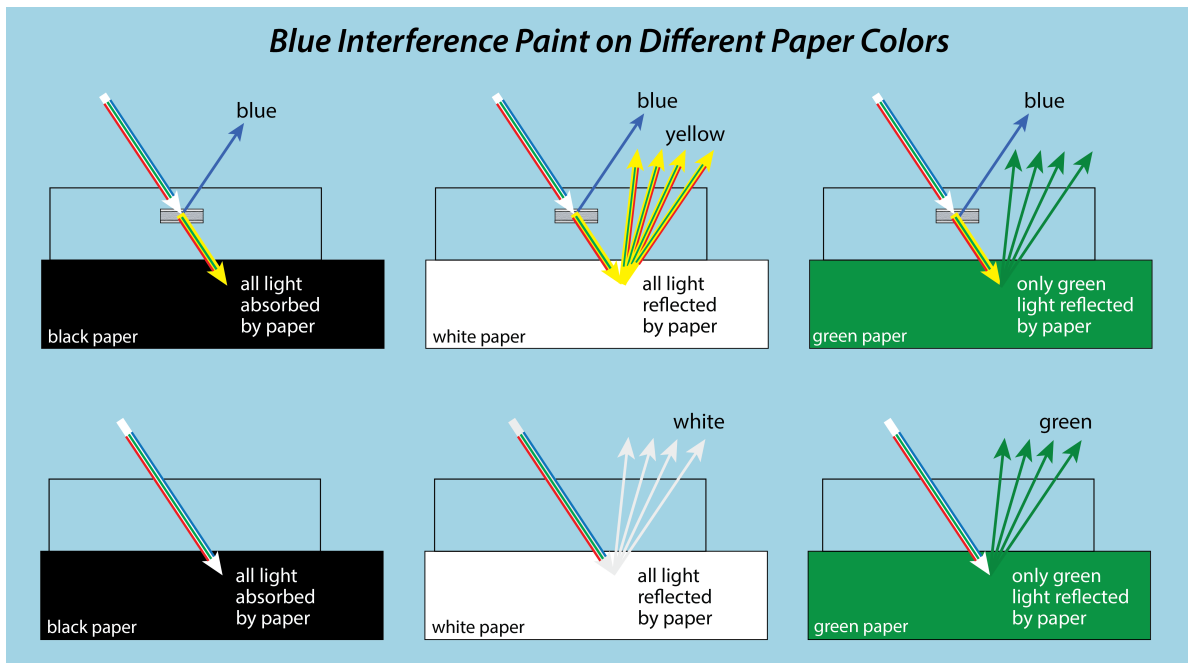 Blue Interference Paint on Different Paper Colors
blue
all light
absorbed
by paper
black paper
blue
yellow
all light
reflected
by paper
white paper
blue
only green
light reflected
by paper
green paper
all light
absorbed
by paper
black paper
white
all light
reflected
by paper
white paper
green
only green
light reflected
by paper
green paper